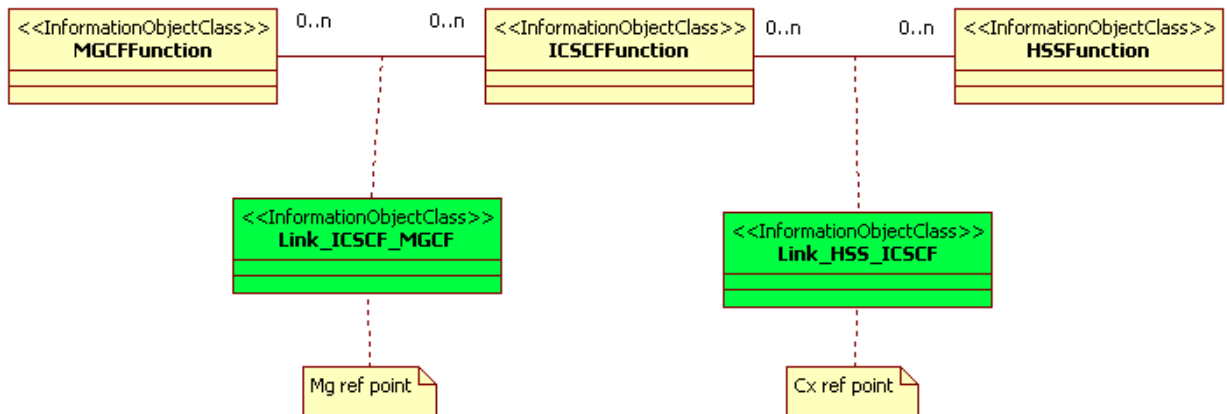 <<InformationObjectClass>>
MGCFFunction
0..n
0..n
<<InformationObjectClass>>
ICSCFFunction
0..n
0..n
<<InformationObjectClass>>
HSSFunction
<<InformationObjectClass>>
Link_ICSCF_MGCF
<<InformationObjectClass>>
Link_HSS_ICSCF
Mg ref point
Cx ref point